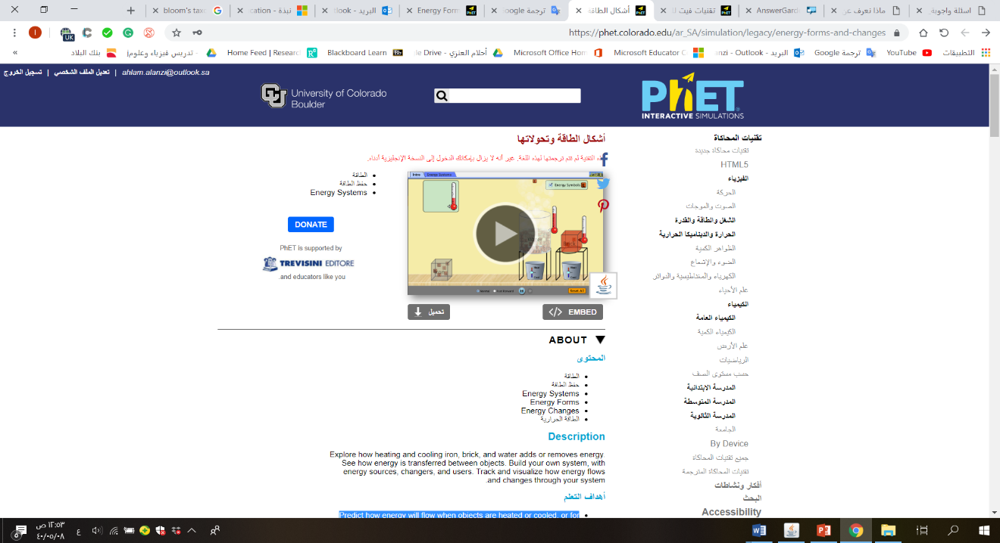 bloom's tax
cation - نبذة
البريد - tlook
Energy Form
ترجمة oogle
أشكال الطاقة
تقنيات فيت لل
AnswerGard
ماذا نعرف عن
اسئلة واجوبة
https://phet.colorado.edu/ar_SA/simulation/legacy/energy-forms-and-changes
UK
«
بنك البلاد
تدريس فيزياء وعلوم
Home Feed | Researc
Blackboard Learn
أحلام العنزي - le Drive
Microsoft Office Hom
Microsoft Educator C
البريد - anzi - Outlook
ترجمة Google
YouTube
التطبيقات
ahlam.alanzi@outlook.sa | تعديل الملف الشخصي | تسجيل الخروج
University of Colorado
Boulder
PhET
INTERACTIVE SIMULATIONS
تقنيات المحاكاة
تقنيات محاكاة جديدة
HTML5
الفيزياء
الحركة
الصوت والموجات
الشغل والطاقة والقدرة
الحرارة والديناميكا الحرارية
الظواهر الكمية
الضوء والإشعاع
الكهرباء والمغناطيسية والدوائر
علم الأحياء
الكيمياء
الكيمياء العامة
الكيمياء الكمية
علم الأرض
الرياضيات
حسب مستوى الصف
المدرسة الابتدائية
المدرسة المتوسطة
المدرسة الثانوية
الجامعة
By Device
جميع تقنيات المحاكاة
تقنيات المحاكاة المترجمة
أفكار ونشاطات
البحث
Accessibility
أشكال الطاقة وتحولاتها
التقنية لم تتم ترجمتها لهذه اللغة. غير أنه لا يزال بإمكانك الدخول إلى النسخة الإنجليزية أدناه.
Intro Energy Systems
Energy Symbols
Reset All
الطاقة
حفظ الطاقة
Energy Systems
DONATE
PhET is supported by
TREVISINI EDITORE
and educators like you.
تحميل
EMBED
ABOUT
المحتوى
الطاقة
حفظ الطاقة
Energy Systems
Energy Forms
Energy Changes
الطاقة الحرارية
Description
Explore how heating and cooling iron, brick, and water adds or removes energy.
See how energy is transferred between objects. Build your own system, with
energy sources, changers, and users. Track and visualize how energy flows
and changes through your system.
أهداف التعلم
Predict how energy will flow when objects are heated or cooled, or for
١٢:٥٣ ص
٤٠/٠٥/٠٨
ع